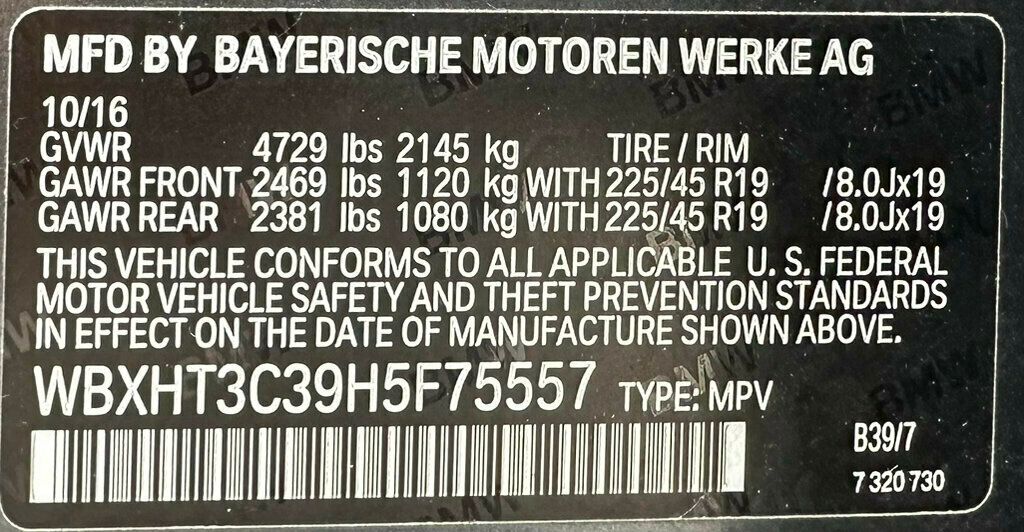 MFD BY BAYERISCHE MOTOREN WERKE AG
10/16
GVWR 4729 lbs 2145 kg TIRE / RIM
GAWR FRONT 2469 lbs 1120 kg WITH 225/45 R19 /8.0Jx19
GAWR REAR 2381 lbs 1080 kg WITH 225/45 R19 /8.0Jx19
THIS VEHICLE CONFORMS TO ALL APPLICABLE U. S. FEDERAL
MOTOR VEHICLE SAFETY AND THEFT PREVENTION STANDARDS
IN EFFECT ON THE DATE OF MANUFACTURE SHOWN ABOVE.
WBXHT3C39H5F75557 TYPE: MPV
B39/7
7 320 730